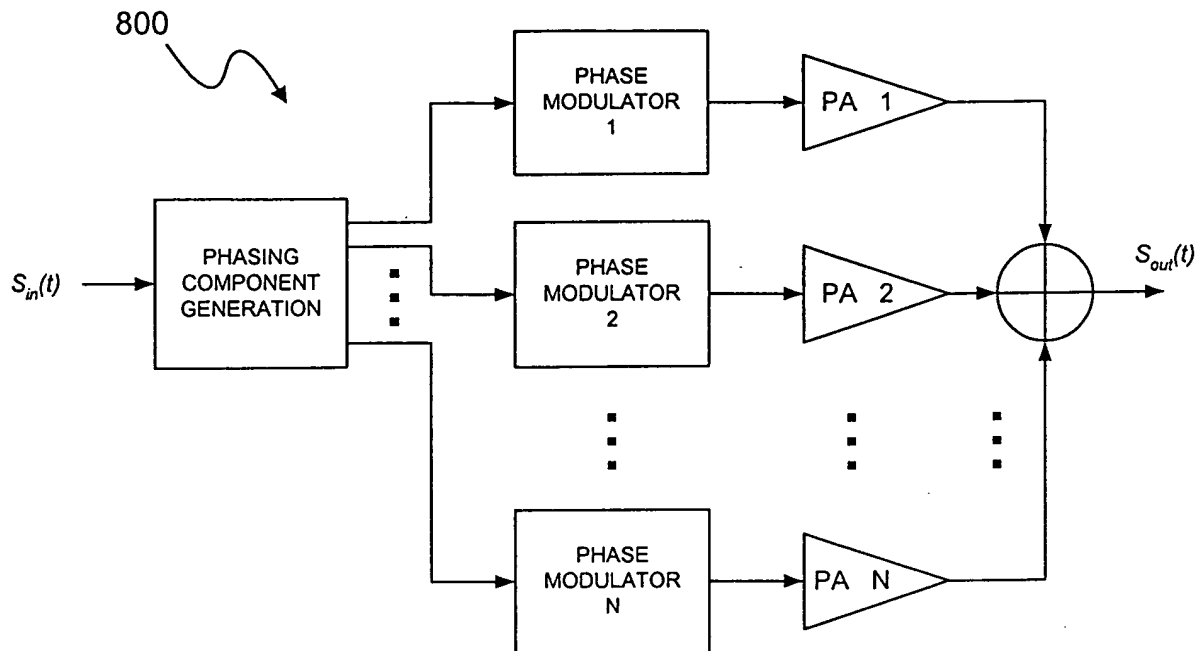 800
PHASE
MODULATOR
1
PA 1
PHASING
COMPONENT
GENERATION
S_in(t)
PHASE
MODULATOR
2
PA 2
S_out(t)
PHASE
MODULATOR
N
PA N